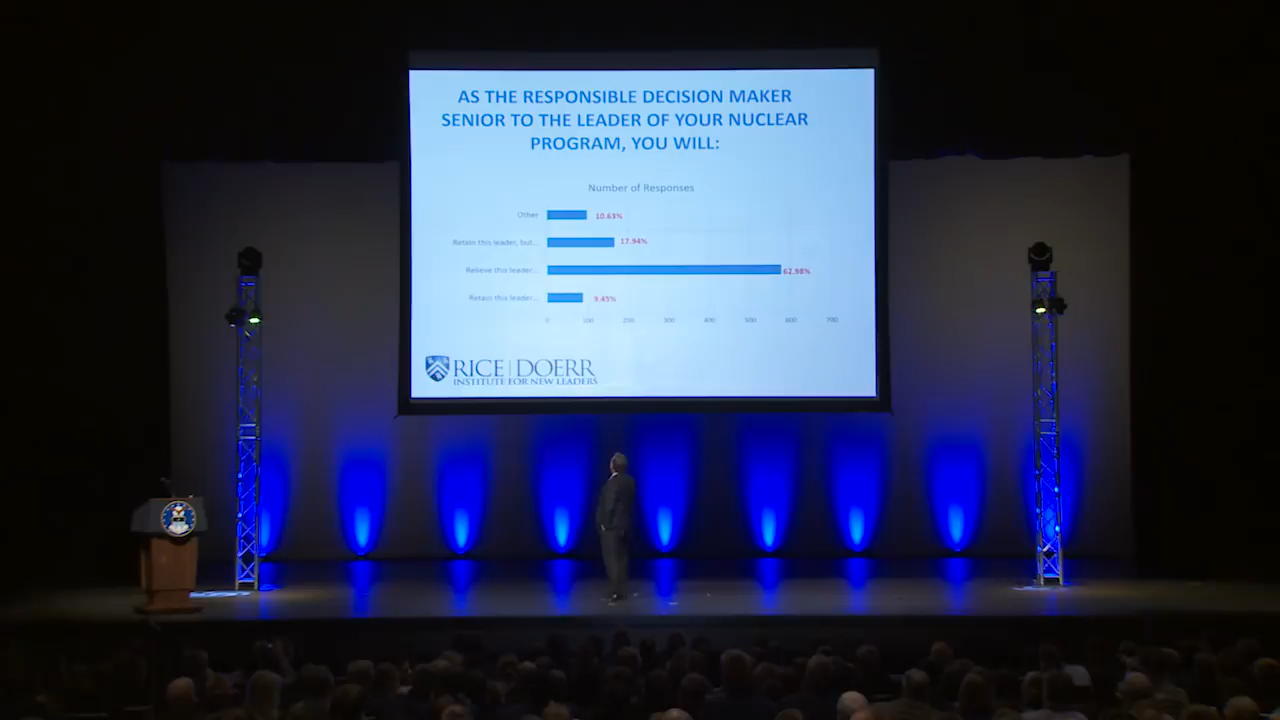 AS THE RESPONSIBLE DECISION MAKER
SENIOR TO THE LEADER OF YOUR NUCLEAR
PROGRAM, YOU WILL:
Number of Responses
Other 10.63%
Retain this leader, but... 17.94%
Relieve this leader... 62.98%
Retain this leader... 9.45%
0 100 200 300 400 500 600 700
RICE | DOERR
INSTITUTE FOR NEW LEADERS